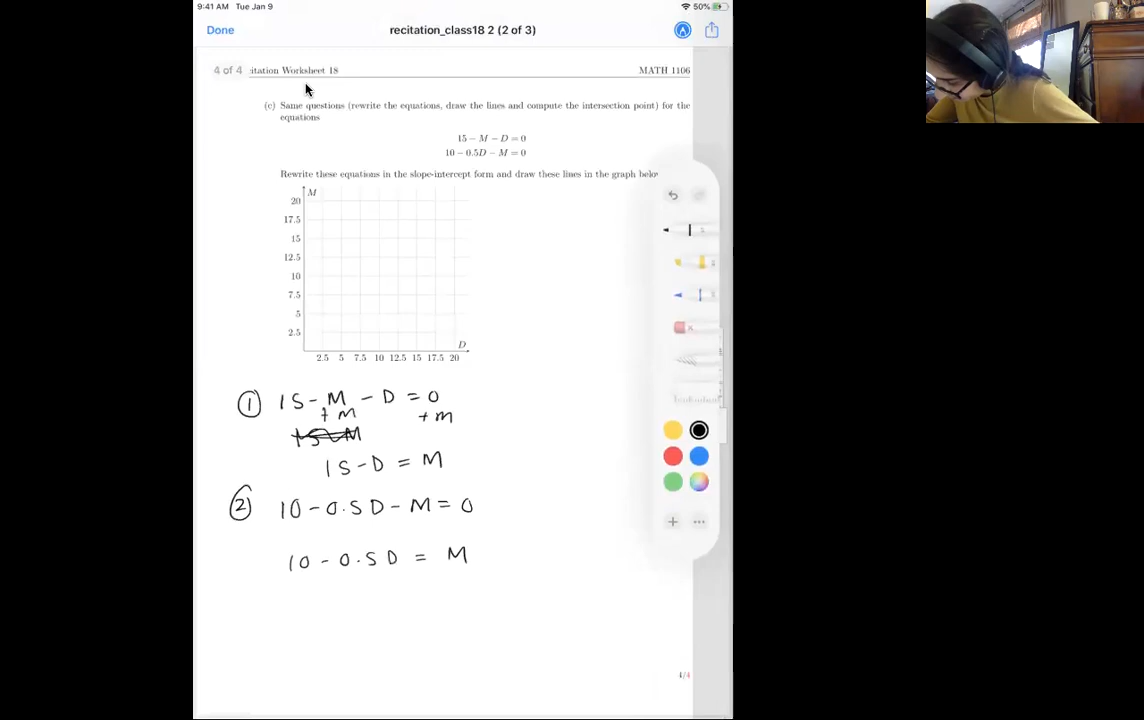 9:41 AM Tue Jan 9
50%
Done
recitation_class18 2 (2 of 3)
4 of 4
itation Worksheet 18
MATH 1106
(c) Same questions (rewrite the equations, draw the lines and compute the intersection point) for the
equations
15 − M − D = 0
10 − 0.5D − M = 0
Rewrite these equations in the slope-intercept form and draw these lines in the graph belov
M
20
17.5
15
12.5
10
7.5
5
2.5
D
2.5 5 7.5 10 12.5 15 17.5 20
① 15 - M - D = 0
+ M + m
15 - D = M
② 10 - 0.5 D - M = 0
10 - 0.5 D = M
4/4